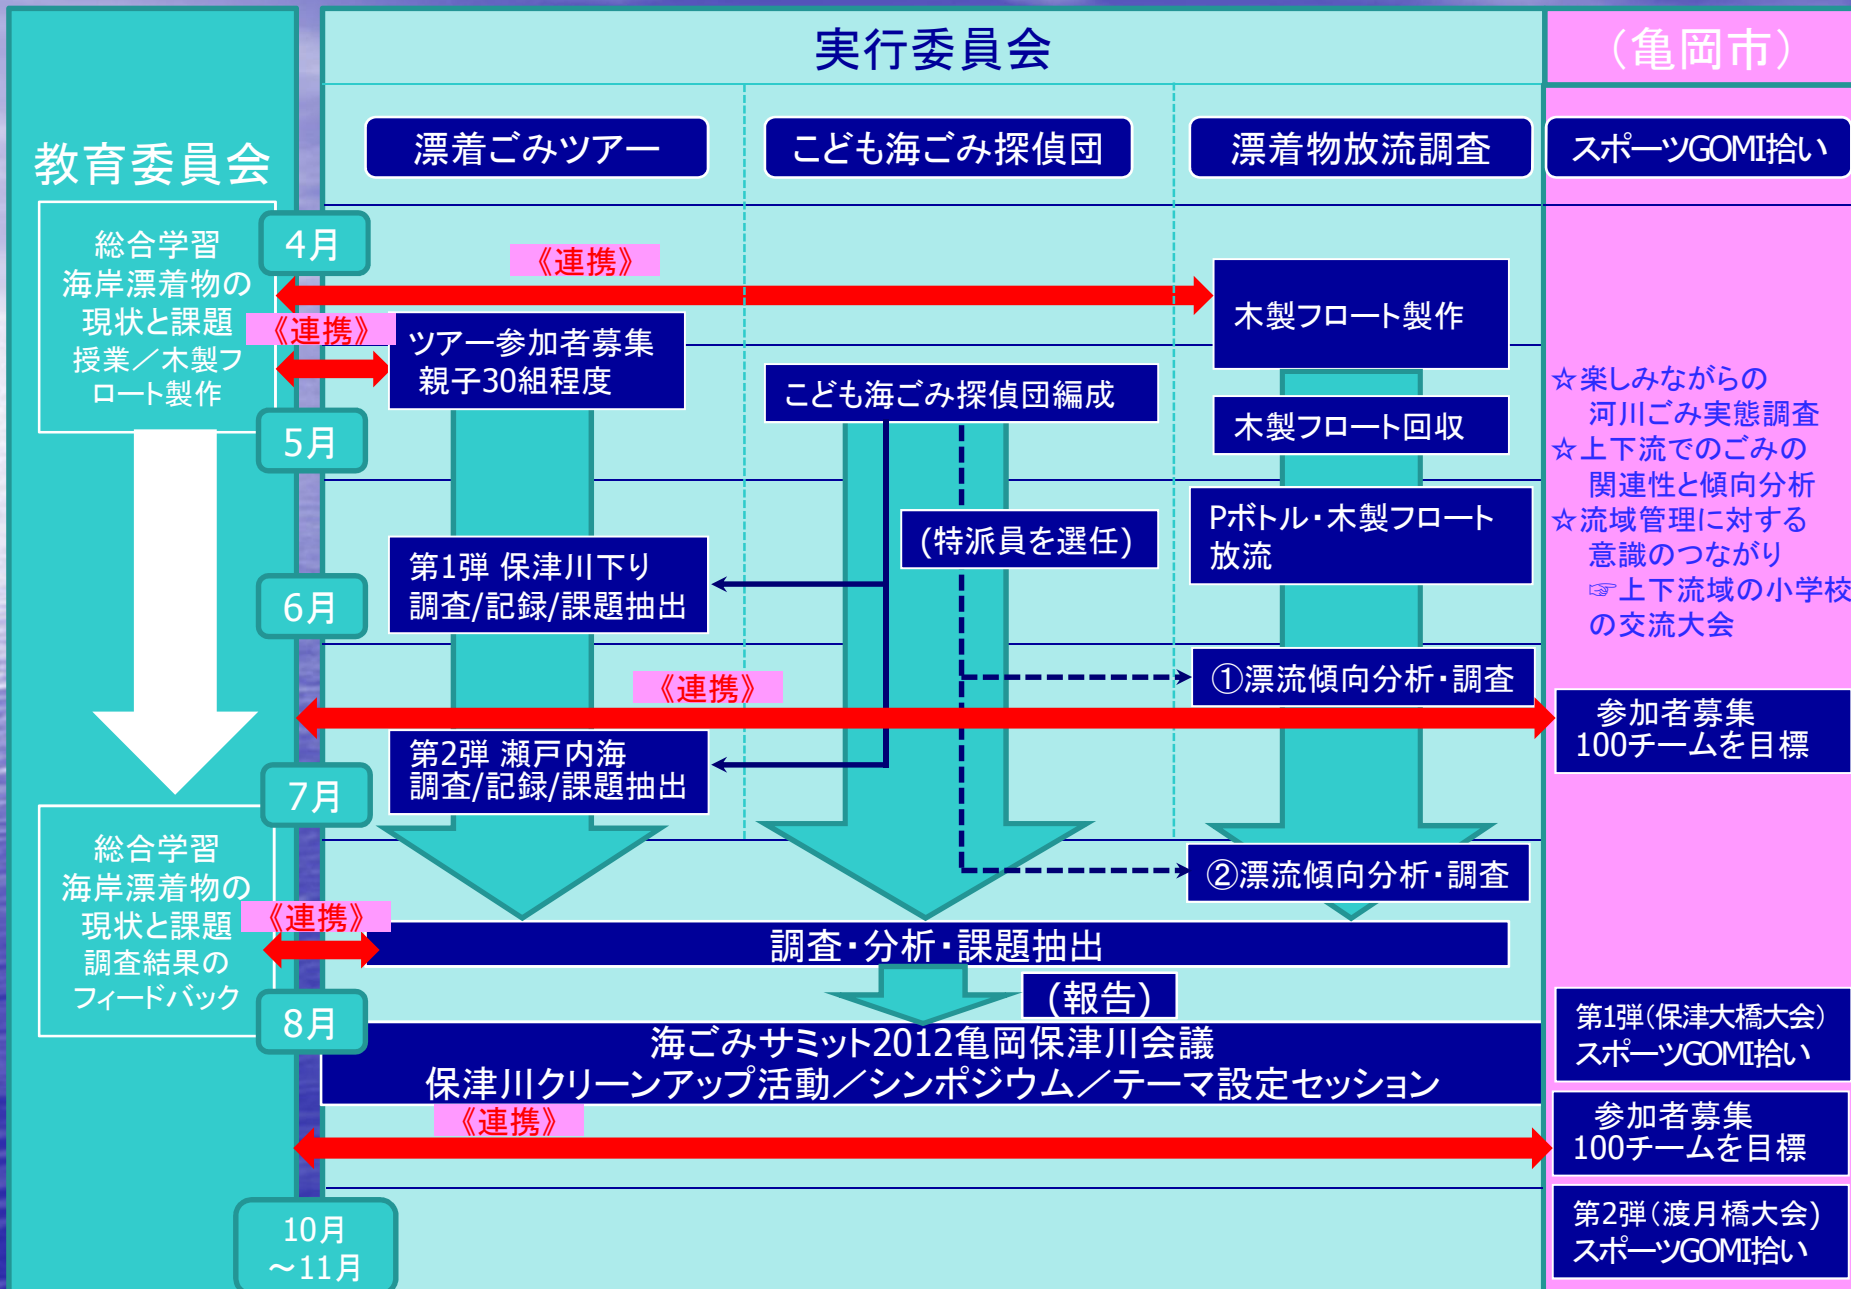 実行委員会
（亀岡市）
教育委員会
漂着ごみツアー
こども海ごみ探偵団
漂着物放流調査
スポーツGOMI拾い
総合学習
海岸漂着物の
現状と課題
授業／木製フ
ロート製作
4月
《連携》
《連携》
ツアー参加者募集
親子30組程度
木製フロート製作
こども海ごみ探偵団編成
木製フロート回収
5月
☆楽しみながらの
河川ごみ実態調査
☆上下流でのごみの
関連性と傾向分析
☆流域管理に対する
意識のつながり
☞上下流域の小学校
の交流大会
(特派員を選任)
Pボトル・木製フロート
放流
第1弾 保津川下り
調査/記録/課題抽出
6月
《連携》
①漂流傾向分析・調査
参加者募集
100チームを目標
第2弾 瀬戸内海
調査/記録/課題抽出
7月
総合学習
海岸漂着物の
現状と課題
調査結果の
フィードバック
②漂流傾向分析・調査
《連携》
調査・分析・課題抽出
(報告)
8月
海ごみサミット2012亀岡保津川会議
保津川クリーンアップ活動／シンポジウム／テーマ設定セッション
第1弾（保津大橋大会）
スポーツGOMI拾い
《連携》
参加者募集
100チームを目標
10月
～11月
第2弾（渡月橋大会)
スポーツGOMI拾い